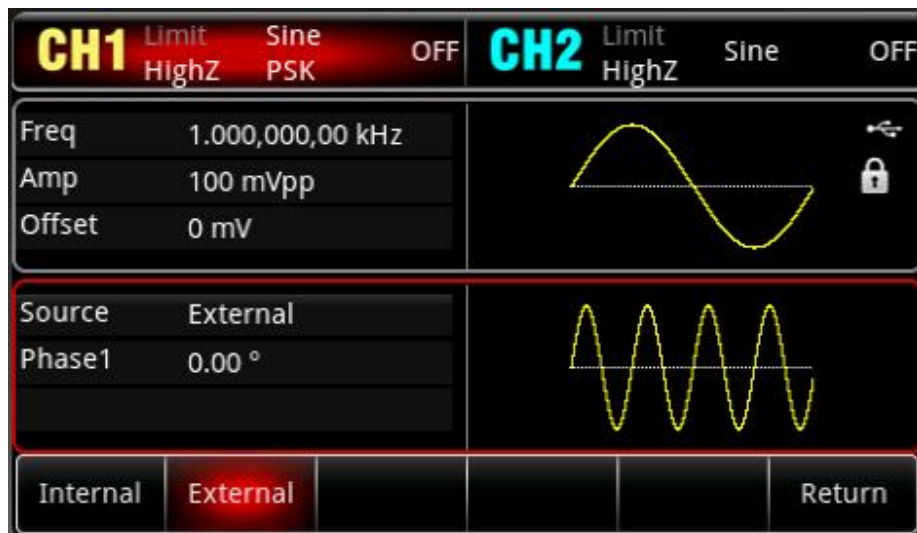 CH1 Limit Sine OFF CH2 Limit Sine OFF
HighZ PSK HighZ
Freq 1.000,000,00 kHz
Amp 100 mVpp
Offset 0 mV
Source External
Phase1 0.00 °
Internal External Return